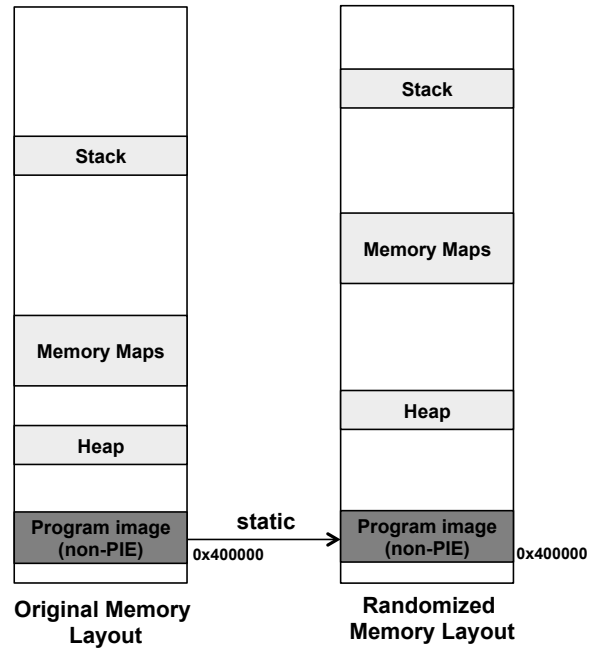 Stack
Memory Maps
Heap
Program image
(non-PIE)
0x400000
Original Memory
Layout
static
Stack
Memory Maps
Heap
Program image
(non-PIE)
0x400000
Randomized
Memory Layout